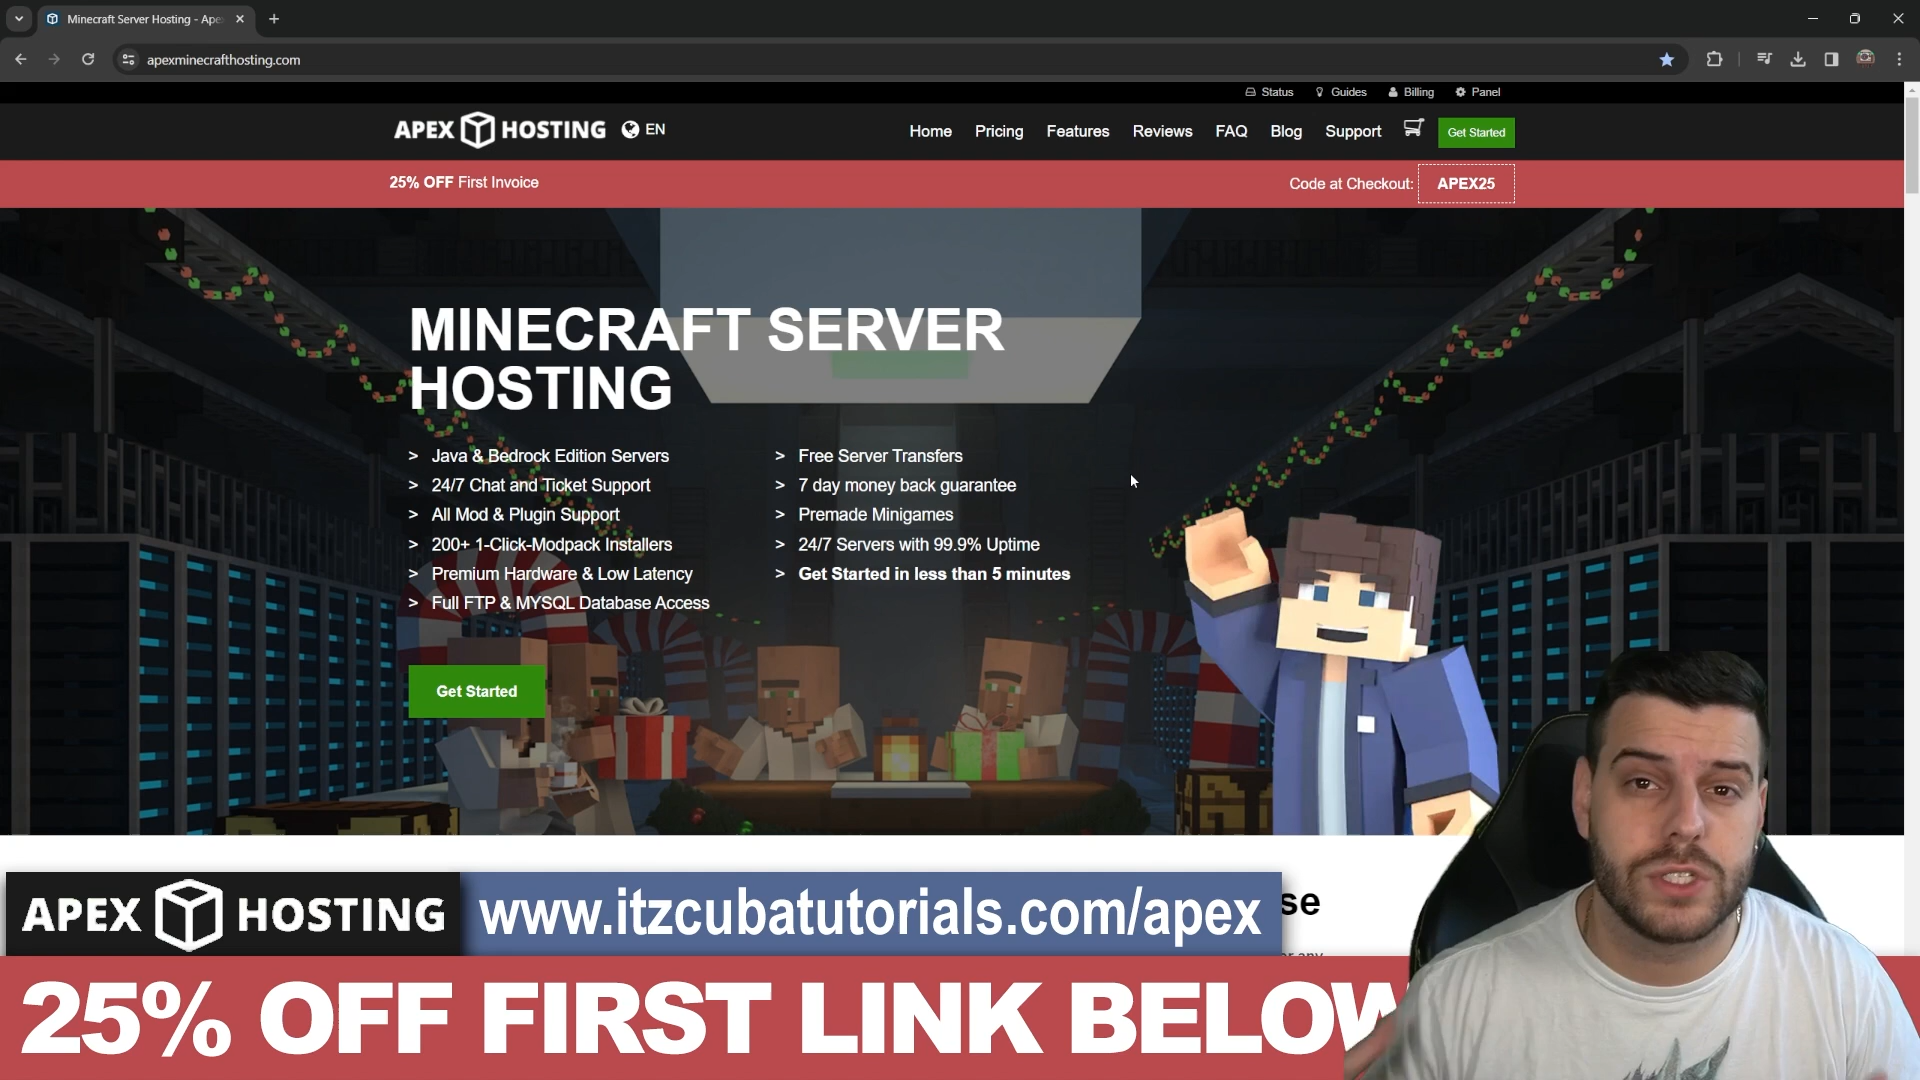 Minecraft Server Hosting - Ape
apexminecrafthosting.com
Status
Guides
Billing
Panel
APEX HOSTING
EN
Home
Pricing
Features
Reviews
FAQ
Blog
Support
Get Started
25% OFF First Invoice
Code at Checkout:
APEX25
MINECRAFT SERVER
HOSTING
> Java & Bedrock Edition Servers
> 24/7 Chat and Ticket Support
> All Mod & Plugin Support
> 200+ 1-Click-Modpack Installers
> Premium Hardware & Low Latency
> Full FTP & MYSQL Database Access
> Free Server Transfers
> 7 day money back guarantee
> Premade Minigames
> 24/7 Servers with 99.9% Uptime
> Get Started in less than 5 minutes
Get Started
APEX HOSTING
www.itzcubatutorials.com/apex
25% OFF FIRST LINK BELOW